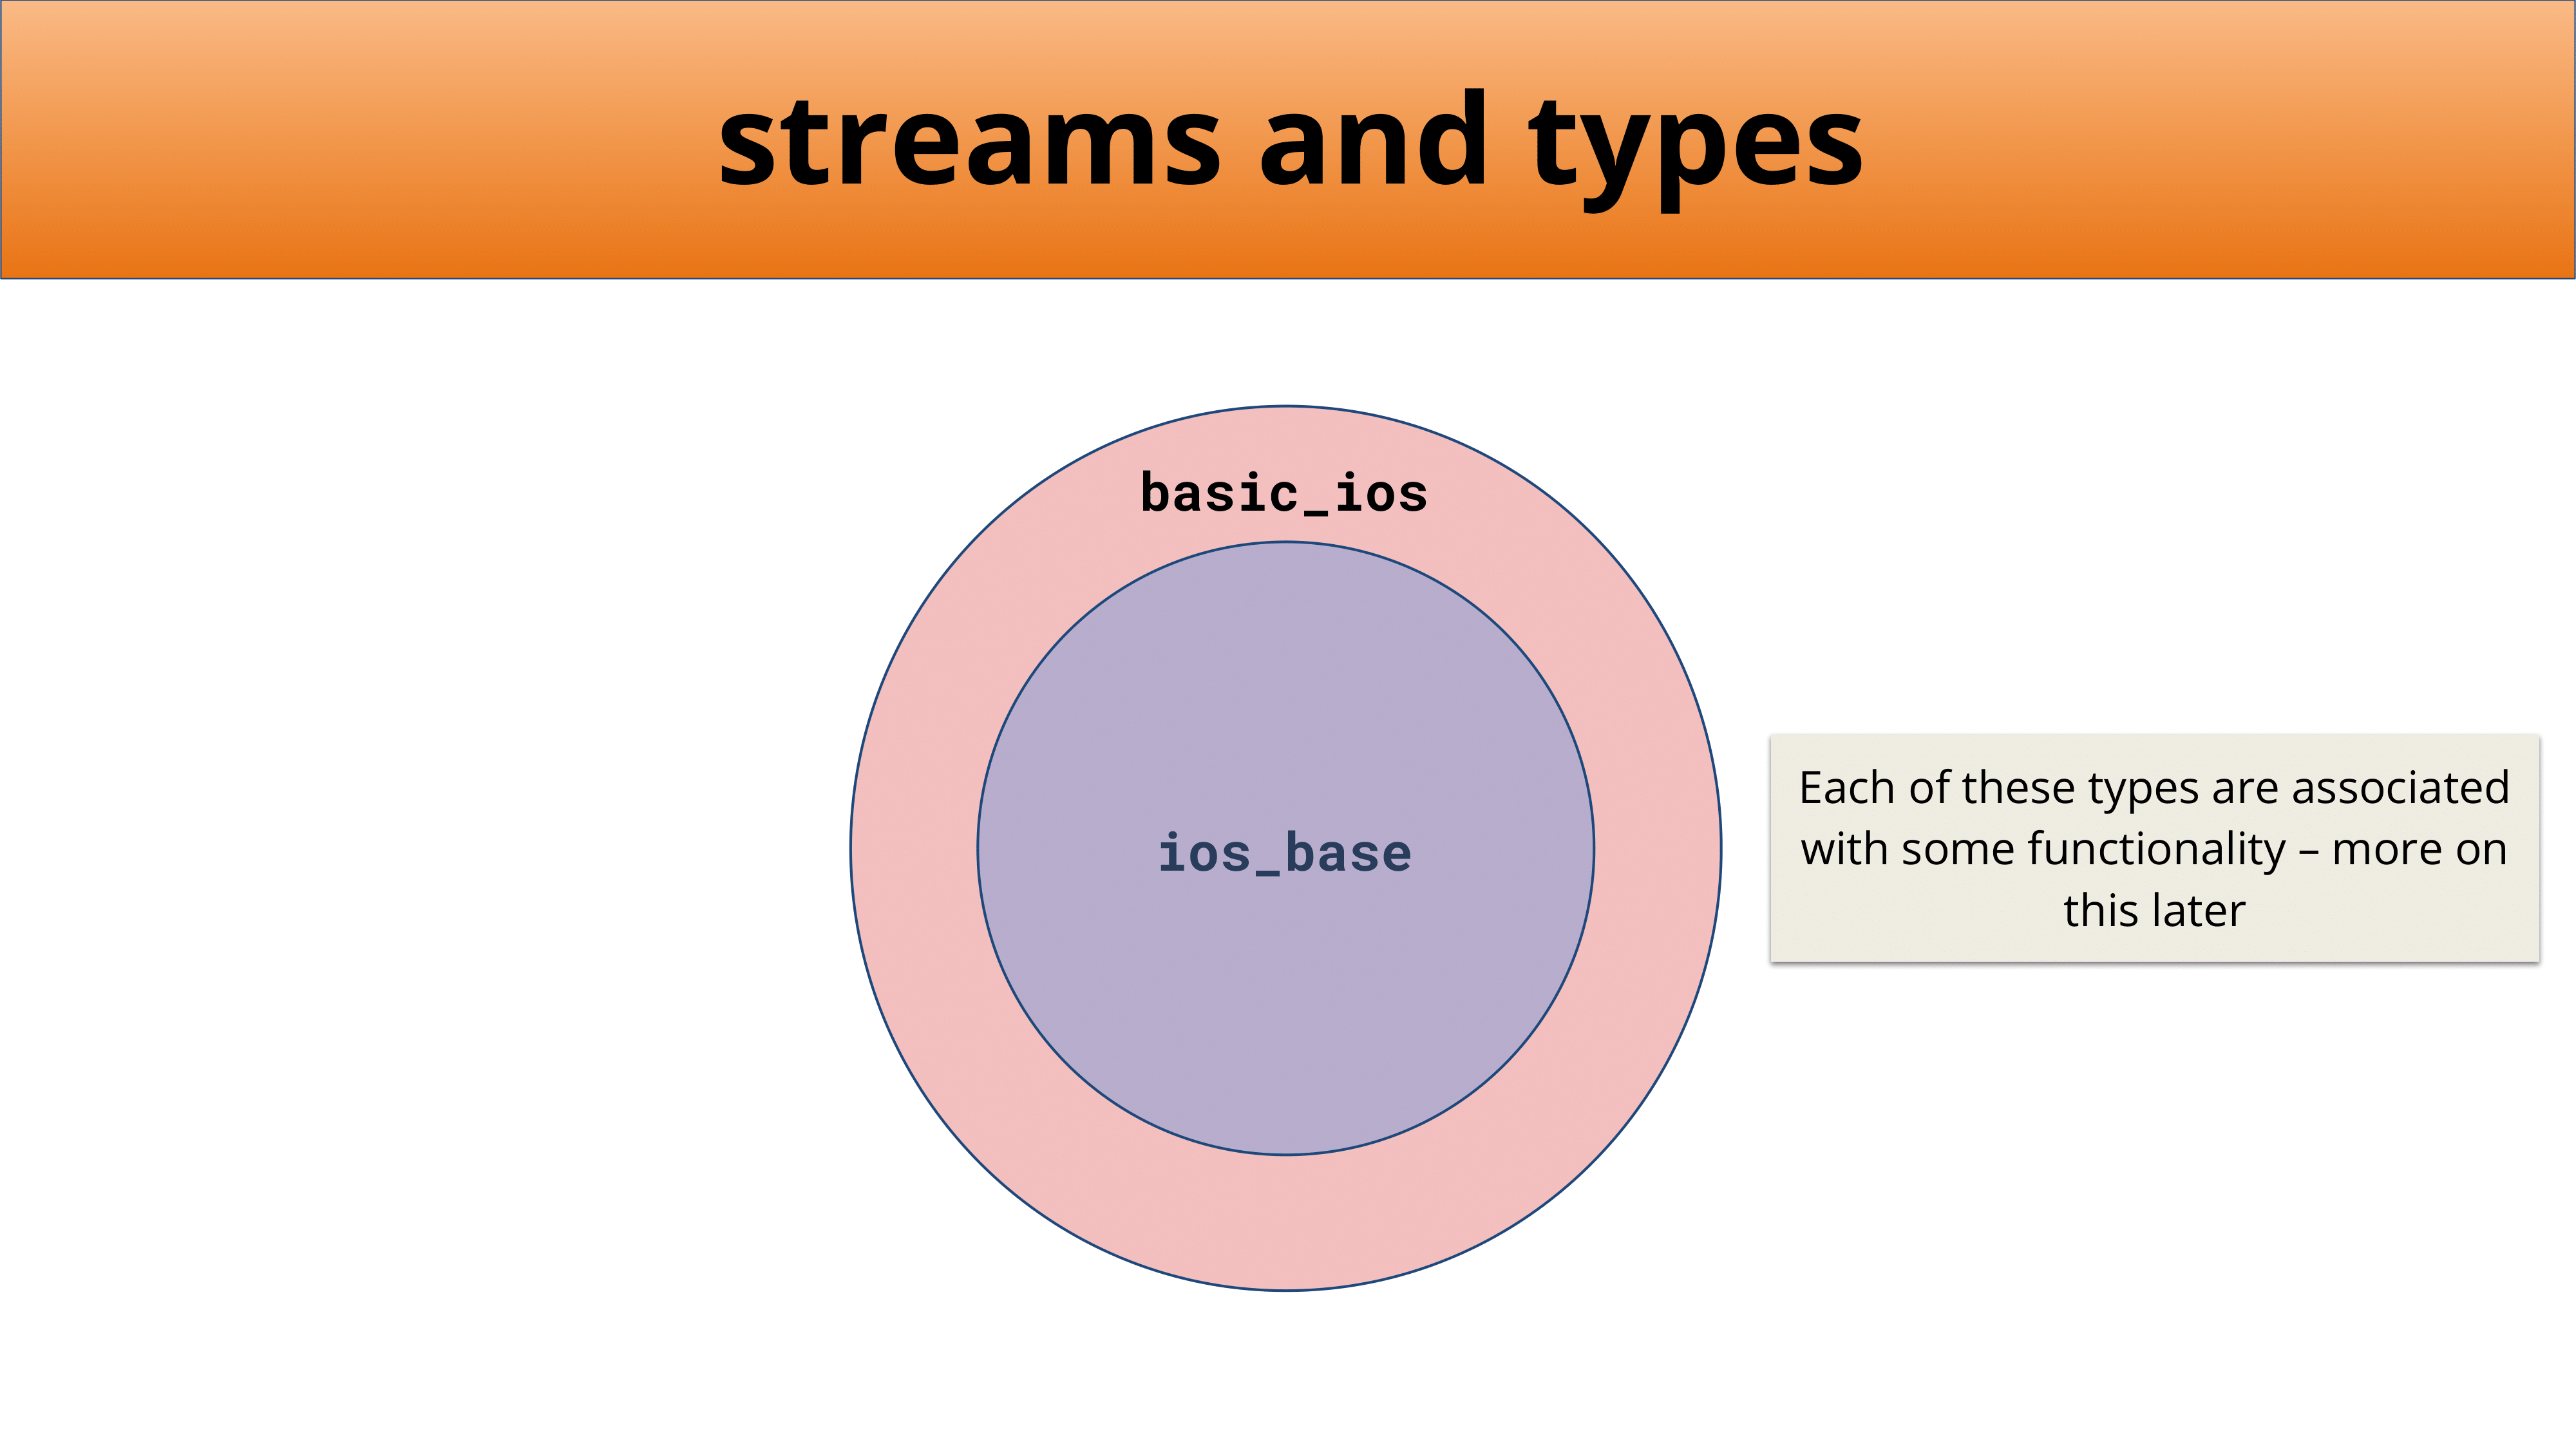 streams and types
basic_ios
ios_base
Each of these types are associated
with some functionality – more on
this later